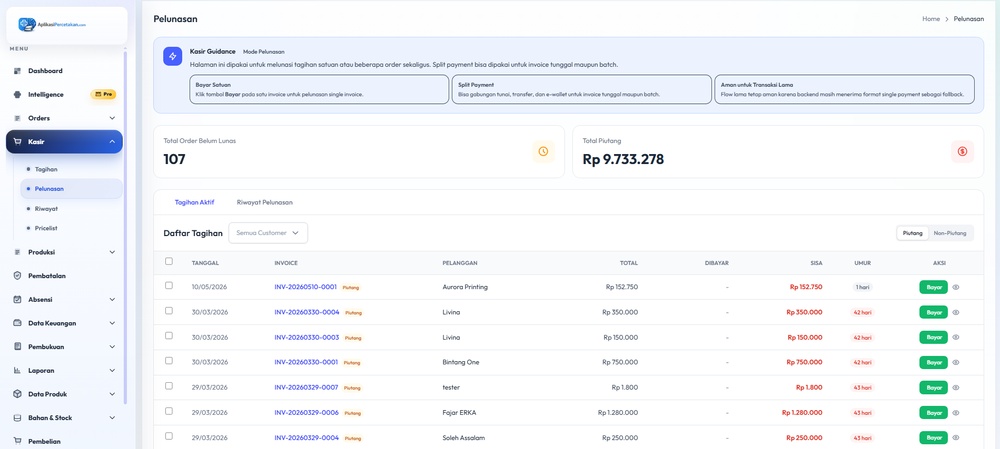 AplikasiPercetakan.com
MENU
Dashboard
Intelligence Pro
Orders
Kasir
Tagihan
Pelunasan
Riwayat
Pricelist
Produksi
Pembatalan
Absensi
Data Keuangan
Pembukuan
Laporan
Data Produk
Bahan & Stock
Pembelian
Pelunasan
Home > Pelunasan
Kasir Guidance Mode Pelunasan
Halaman ini dipakai untuk melunasi tagihan satuan atau beberapa order sekaligus. Split payment bisa dipakai untuk invoice tunggal maupun batch.
Bayar Satuan
Klik tombol Bayar pada satu invoice untuk pelunasan single invoice.
Split Payment
Bisa gabungan tunai, transfer, dan e-wallet untuk invoice tunggal maupun batch.
Aman untuk Transaksi Lama
Flow lama tetap aman karena backend masih menerima format single payment sebagai fallback.
Total Order Belum Lunas
107
Total Piutang
Rp 9.733.278
Tagihan Aktif Riwayat Pelunasan
Daftar Tagihan Semua Customer Piutang Non-Piutang
TANGGAL INVOICE PELANGGAN TOTAL DIBAYAR SISA UMUR AKSI
10/05/2026 INV-20260510-0001 Piutang Aurora Printing Rp 152.750 - Rp 152.750 1 hari Bayar
30/03/2026 INV-20260330-0004 Piutang Livina Rp 350.000 - Rp 350.000 42 hari Bayar
30/03/2026 INV-20260330-0003 Piutang Livina Rp 150.000 - Rp 150.000 42 hari Bayar
30/03/2026 INV-20260330-0001 Piutang Bintang One Rp 750.000 - Rp 750.000 42 hari Bayar
29/03/2026 INV-20260329-0007 Piutang tester Rp 1.800 - Rp 1.800 43 hari Bayar
29/03/2026 INV-20260329-0006 Piutang Fajar ERKA Rp 1.280.000 - Rp 1.280.000 43 hari Bayar
29/03/2026 INV-20260329-0004 Piutang Soleh Assalam Rp 250.000 - Rp 250.000 43 hari Bayar